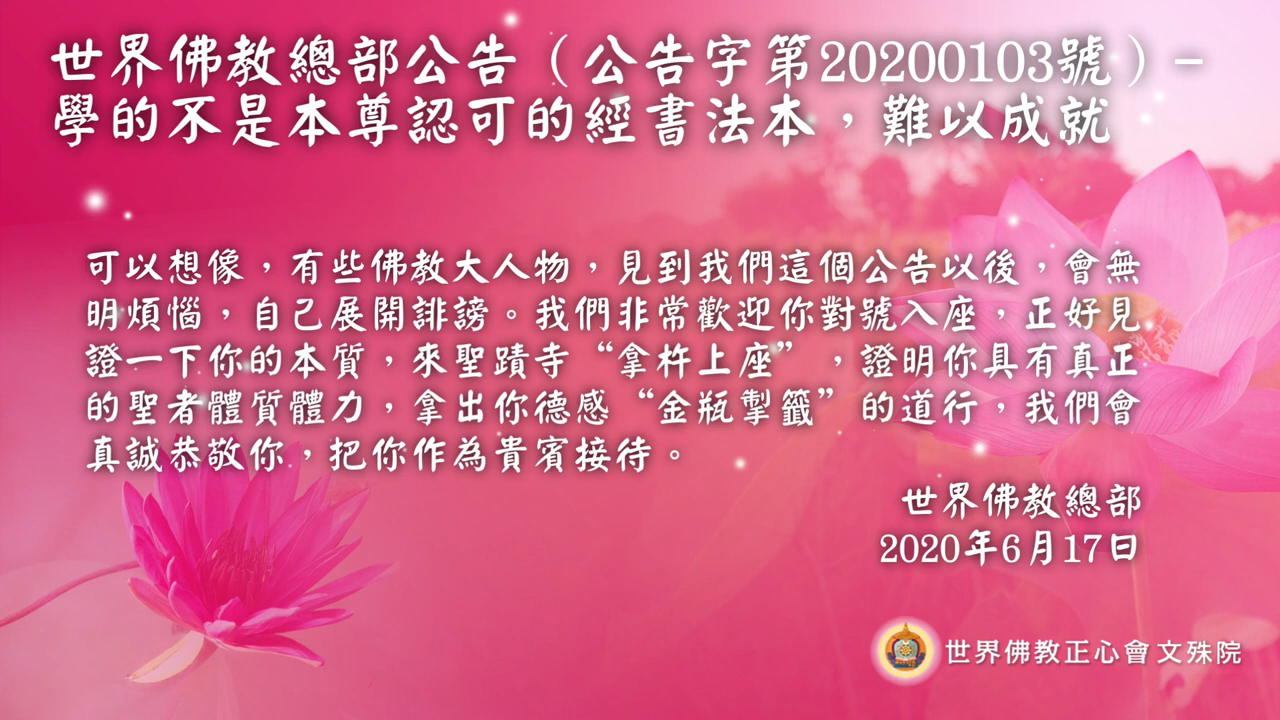 世界佛教總部公告（公告字第20200103號）–
學的不是本尊認可的經書法本，難以成就
可以想像，有些佛教大人物，見到我們這個公告以後，會無
明煩惱，自己展開誹謗。我們非常歡迎你對號入座，正好見
證一下你的本質，來聖蹟寺“拿杵上座”，證明你具有真正
的聖者體質體力，拿出你德感“金瓶掣籤”的道行，我們會
真誠恭敬你，把你作為貴賓接待。
世界佛教總部
2020年6月17日
世界佛教正心會文殊院